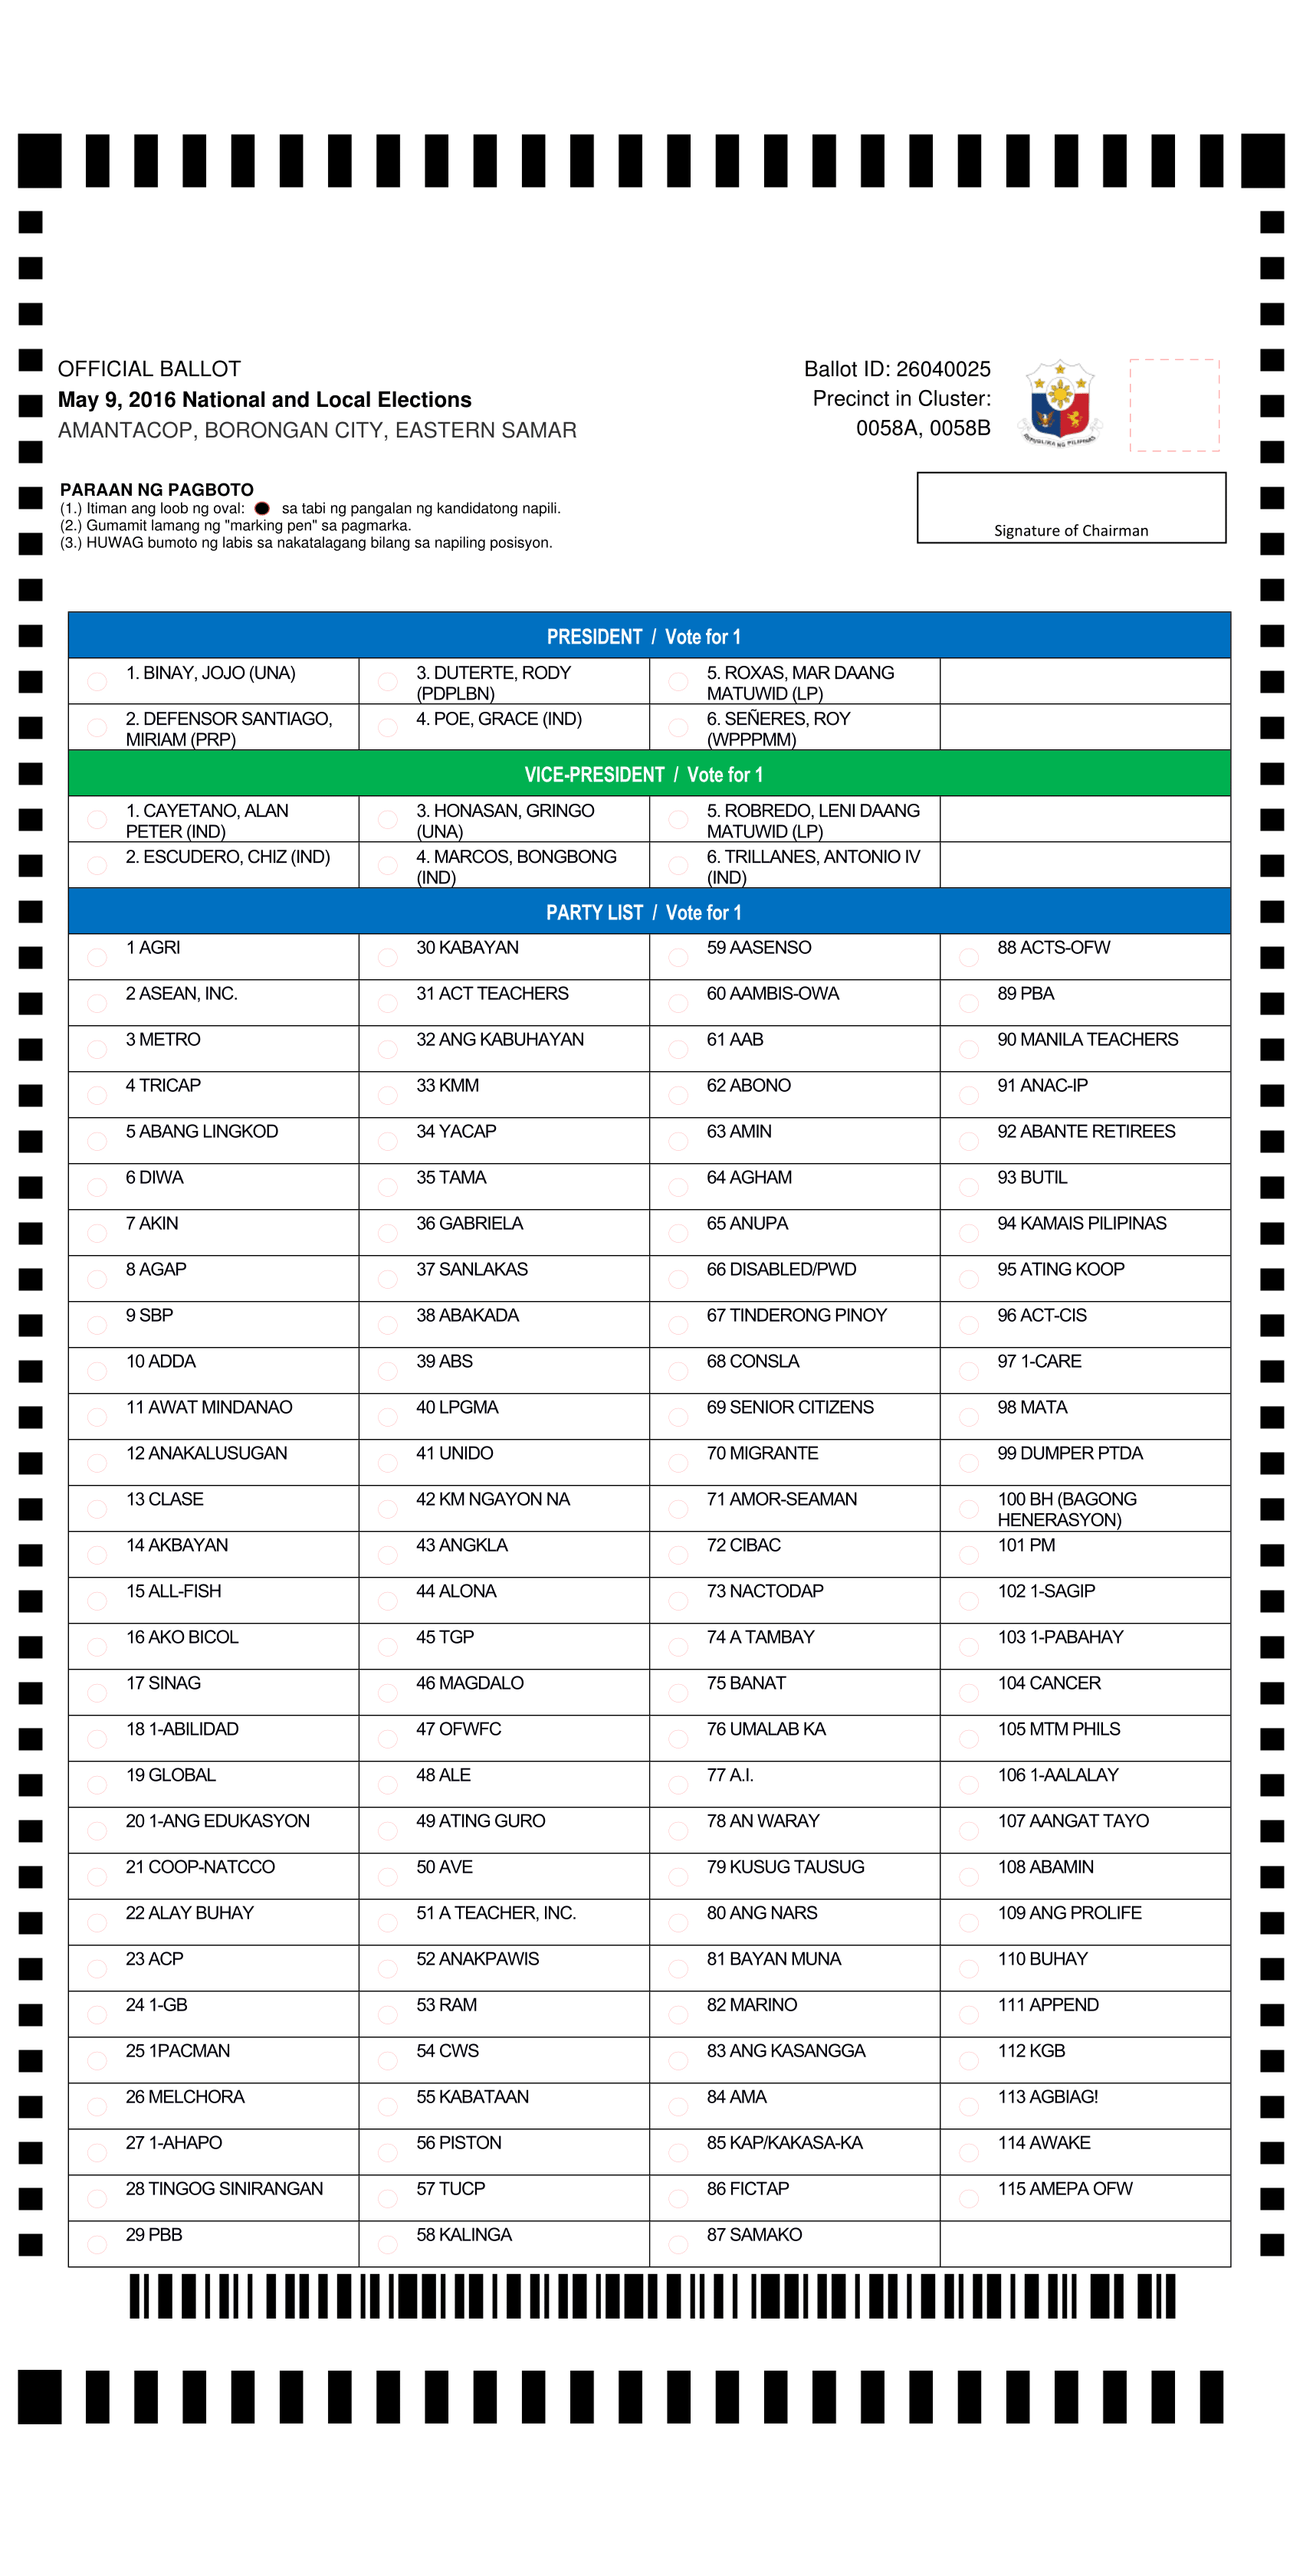 OFFICIAL BALLOT
May 9, 2016 National and Local Elections
AMANTACOP, BORONGAN CITY, EASTERN SAMAR
Ballot ID: 26040025
Precinct in Cluster:
0058A, 0058B
REPUBLIKA NG PILIPINAS
PARAAN NG PAGBOTO
(1.) Itiman ang loob ng oval: sa tabi ng pangalan ng kandidatong napili.
(2.) Gumamit lamang ng "marking pen" sa pagmarka.
(3.) HUWAG bumoto ng labis sa nakatalagang bilang sa napiling posisyon.
Signature of Chairman
PRESIDENT / Vote for 1
1. BINAY, JOJO (UNA)
2. DEFENSOR SANTIAGO,
MIRIAM (PRP)
3. DUTERTE, RODY
(PDPLBN)
4. POE, GRACE (IND)
5. ROXAS, MAR DAANG
MATUWID (LP)
6. SEÑERES, ROY
(WPPPMM)
VICE-PRESIDENT / Vote for 1
1. CAYETANO, ALAN
PETER (IND)
2. ESCUDERO, CHIZ (IND)
3. HONASAN, GRINGO
(UNA)
4. MARCOS, BONGBONG
(IND)
5. ROBREDO, LENI DAANG
MATUWID (LP)
6. TRILLANES, ANTONIO IV
(IND)
PARTY LIST / Vote for 1
1 AGRI
2 ASEAN, INC.
3 METRO
4 TRICAP
5 ABANG LINGKOD
6 DIWA
7 AKIN
8 AGAP
9 SBP
10 ADDA
11 AWAT MINDANAO
12 ANAKALUSUGAN
13 CLASE
14 AKBAYAN
15 ALL-FISH
16 AKO BICOL
17 SINAG
18 1-ABILIDAD
19 GLOBAL
20 1-ANG EDUKASYON
21 COOP-NATCCO
22 ALAY BUHAY
23 ACP
24 1-GB
25 1PACMAN
26 MELCHORA
27 1-AHAPO
28 TINGOG SINIRANGAN
29 PBB
30 KABAYAN
31 ACT TEACHERS
32 ANG KABUHAYAN
33 KMM
34 YACAP
35 TAMA
36 GABRIELA
37 SANLAKAS
38 ABAKADA
39 ABS
40 LPGMA
41 UNIDO
42 KM NGAYON NA
43 ANGKLA
44 ALONA
45 TGP
46 MAGDALO
47 OFWFC
48 ALE
49 ATING GURO
50 AVE
51 A TEACHER, INC.
52 ANAKPAWIS
53 RAM
54 CWS
55 KABATAAN
56 PISTON
57 TUCP
58 KALINGA
59 AASENSO
60 AAMBIS-OWA
61 AAB
62 ABONO
63 AMIN
64 AGHAM
65 ANUPA
66 DISABLED/PWD
67 TINDERONG PINOY
68 CONSLA
69 SENIOR CITIZENS
70 MIGRANTE
71 AMOR-SEAMAN
72 CIBAC
73 NACTODAP
74 A TAMBAY
75 BANAT
76 UMALAB KA
77 A.I.
78 AN WARAY
79 KUSUG TAUSUG
80 ANG NARS
81 BAYAN MUNA
82 MARINO
83 ANG KASANGGA
84 AMA
85 KAP/KAKASA-KA
86 FICTAP
87 SAMAKO
88 ACTS-OFW
89 PBA
90 MANILA TEACHERS
91 ANAC-IP
92 ABANTE RETIREES
93 BUTIL
94 KAMAIS PILIPINAS
95 ATING KOOP
96 ACT-CIS
97 1-CARE
98 MATA
99 DUMPER PTDA
100 BH (BAGONG
HENERASYON)
101 PM
102 1-SAGIP
103 1-PABAHAY
104 CANCER
105 MTM PHILS
106 1-AALALAY
107 AANGAT TAYO
108 ABAMIN
109 ANG PROLIFE
110 BUHAY
111 APPEND
112 KGB
113 AGBIAG!
114 AWAKE
115 AMEPA OFW